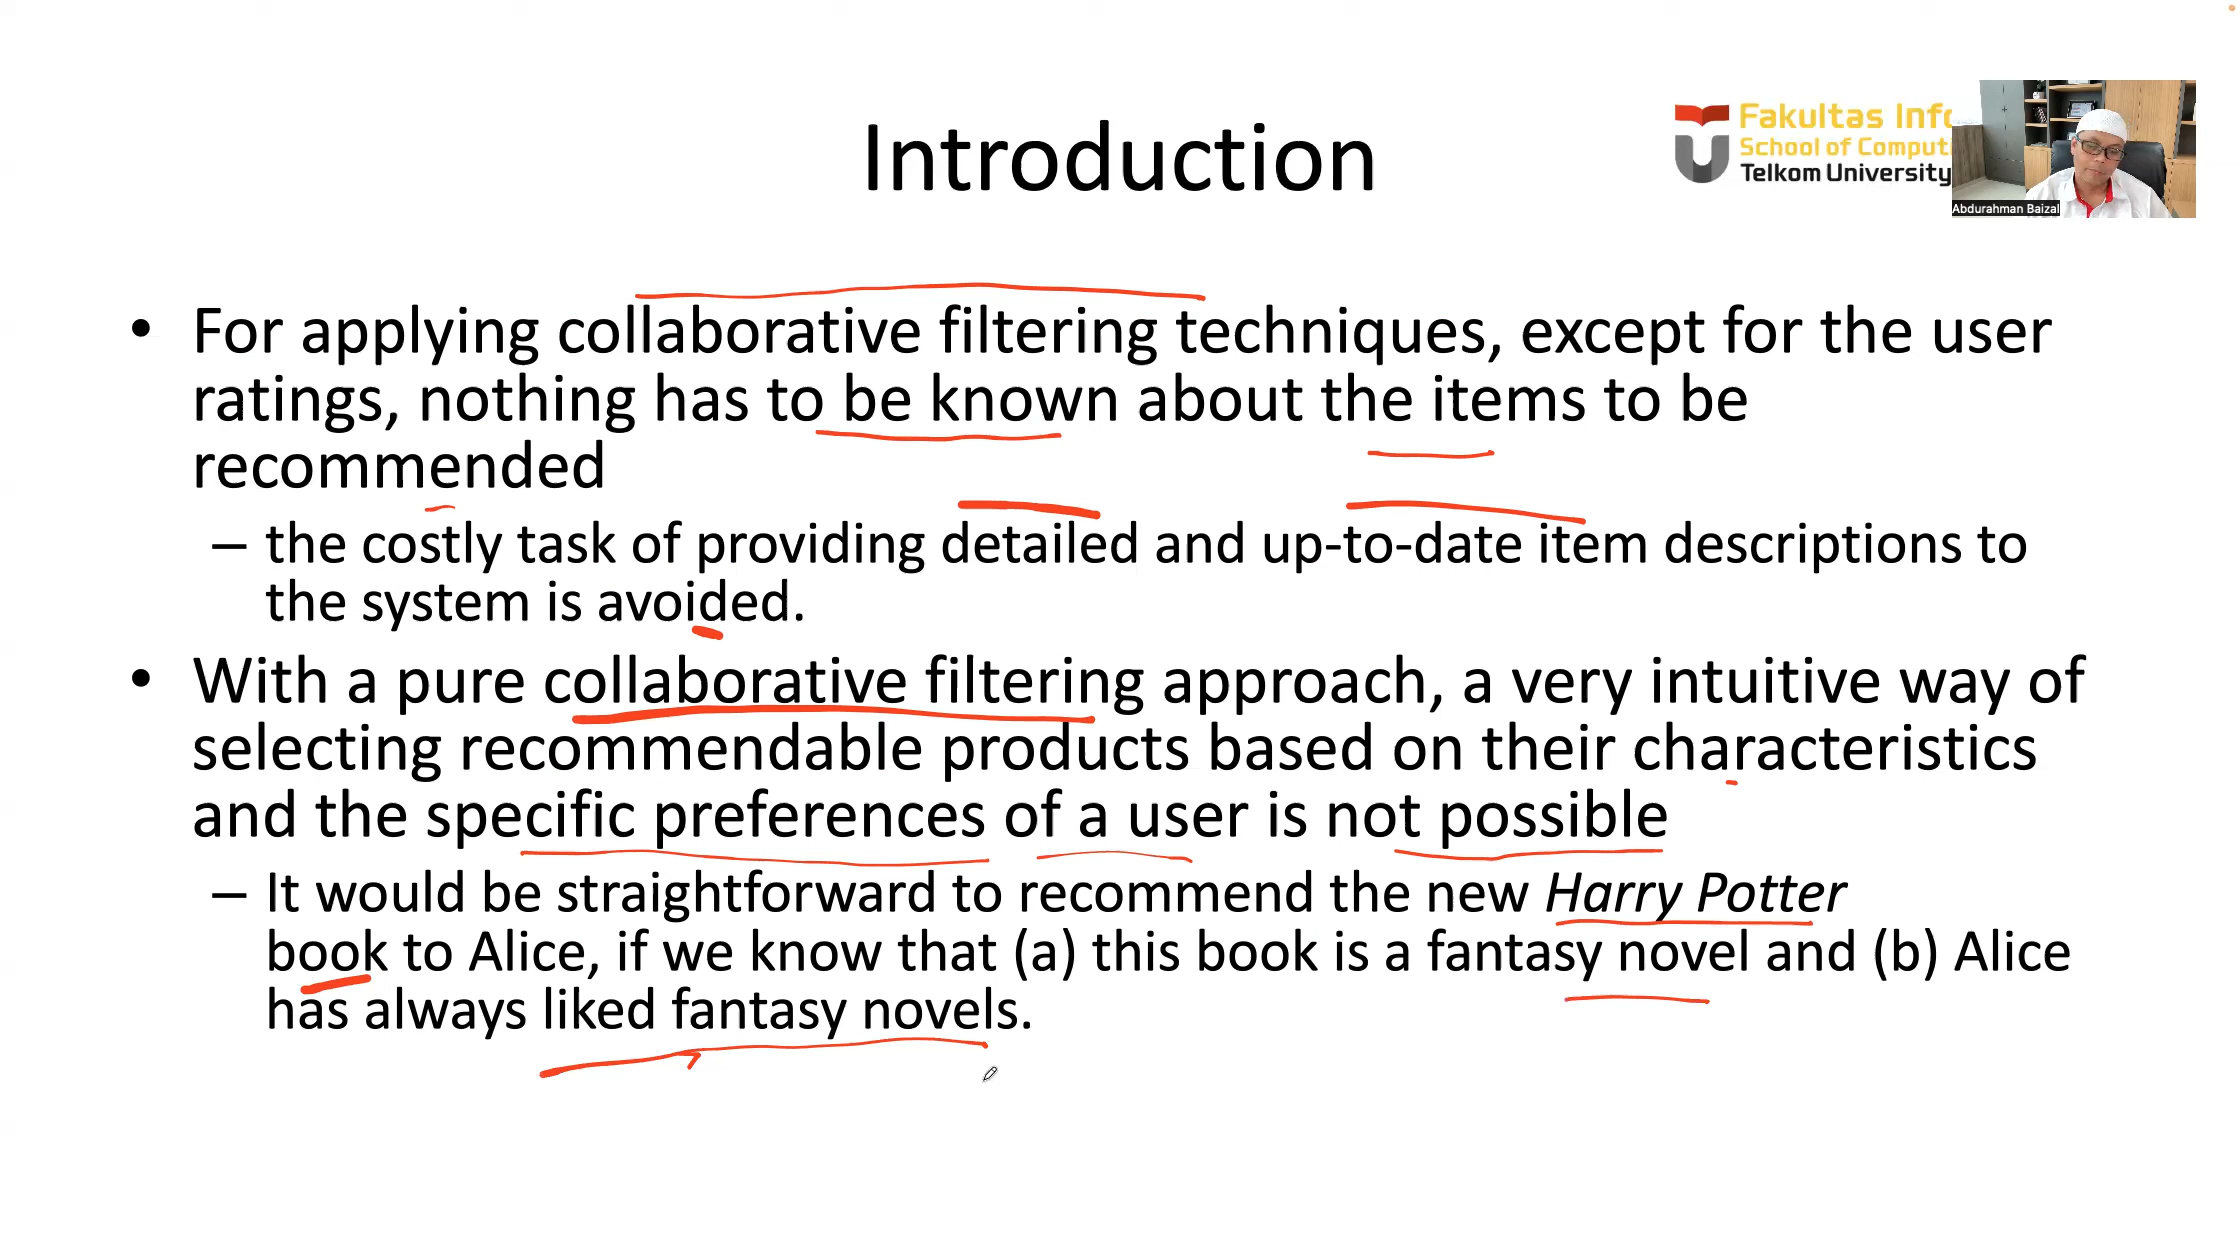 Introduction
Fakultas Info
School of Computi
Telkom University
Abdurahman Baizal
• For applying collaborative filtering techniques, except for the user
ratings, nothing has to be known about the items to be
recommended
– the costly task of providing detailed and up-to-date item descriptions to
the system is avoided.
• With a pure collaborative filtering approach, a very intuitive way of
selecting recommendable products based on their characteristics
and the specific preferences of a user is not possible
– It would be straightforward to recommend the new Harry Potter
book to Alice, if we know that (a) this book is a fantasy novel and (b) Alice
has always liked fantasy novels.